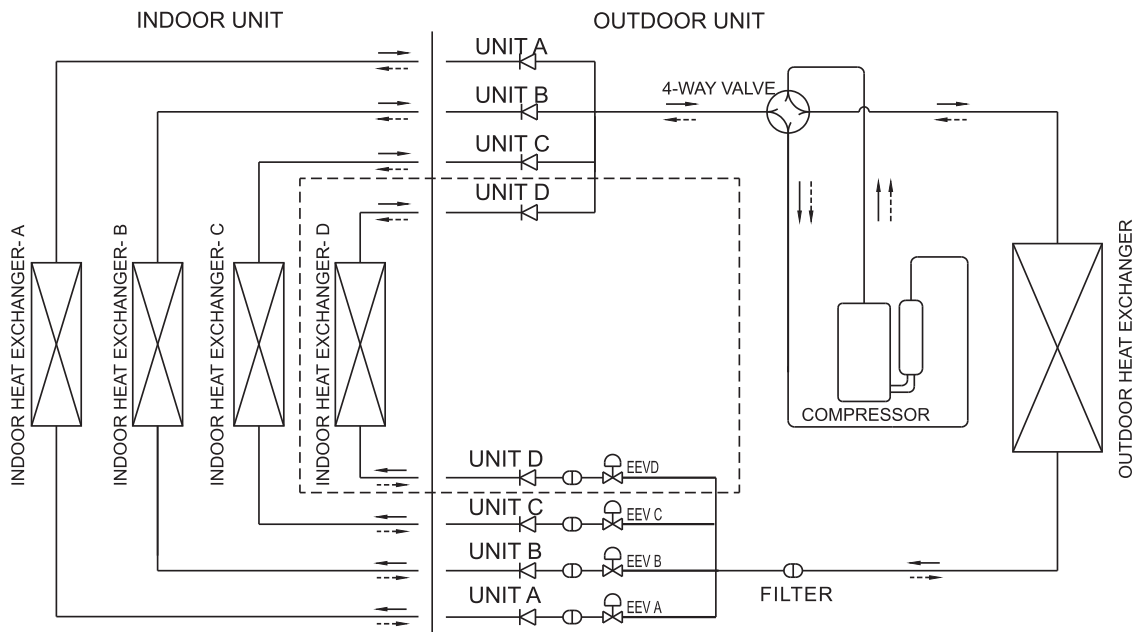 INDOOR UNIT
OUTDOOR UNIT
UNIT A
4-WAY VALVE
UNIT B
UNIT C
UNIT D
INDOOR HEAT EXCHANGER- A
INDOOR HEAT EXCHANGER- B
INDOOR HEAT EXCHANGER- C
INDOOR HEAT EXCHANGER- D
OUTDOOR HEAT EXCHANGER
COMPRESSOR
UNIT D
EEVD
UNIT C
EEV C
UNIT B
EEV B
FILTER
UNIT A
EEV A